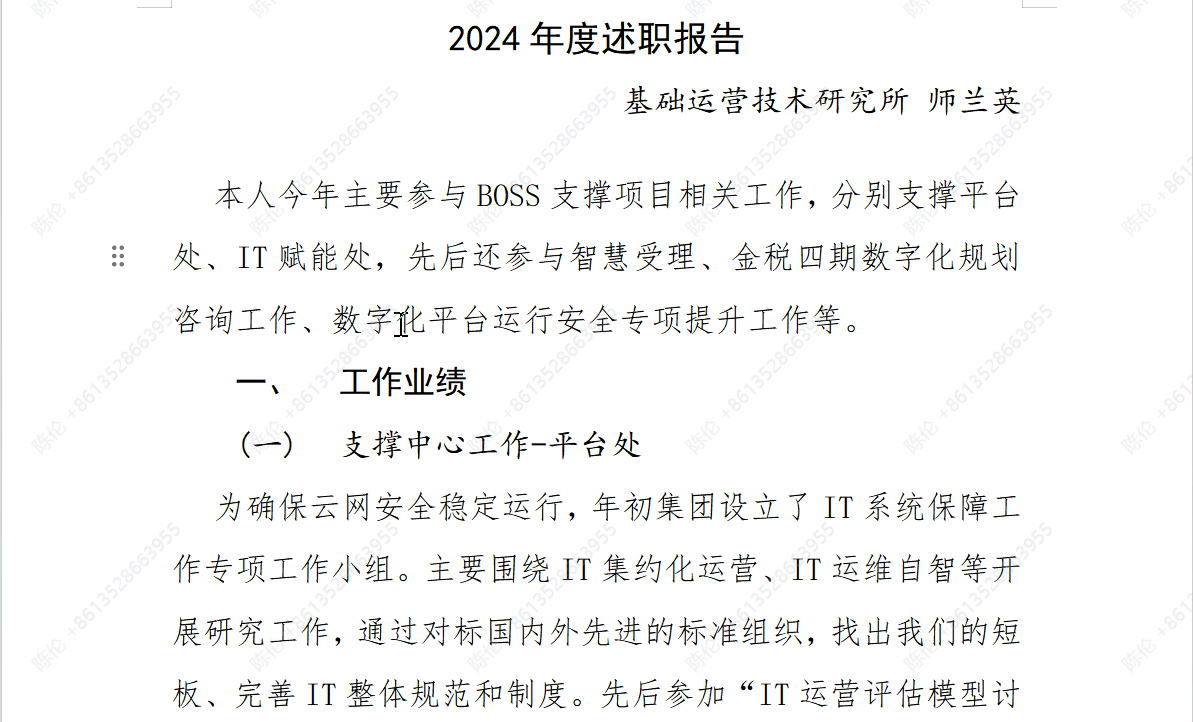 2024 年度述职报告
基础运营技术研究所 师兰英
本人今年主要参与 BOSS 支撑项目相关工作，分别支撑平台
处、IT 赋能处，先后还参与智慧受理、金税四期数字化规划
咨询工作、数字化平台运行安全专项提升工作等。
一、 工作业绩
(一) 支撑中心工作-平台处
为确保云网安全稳定运行，年初集团设立了 IT 系统保障工
作专项工作小组。主要围绕 IT 集约化运营、IT 运维自智等开
展研究工作，通过对标国内外先进的标准组织，找出我们的短
板、完善 IT 整体规范和制度。先后参加“IT 运营评估模型讨
陈伦 +8613528663955